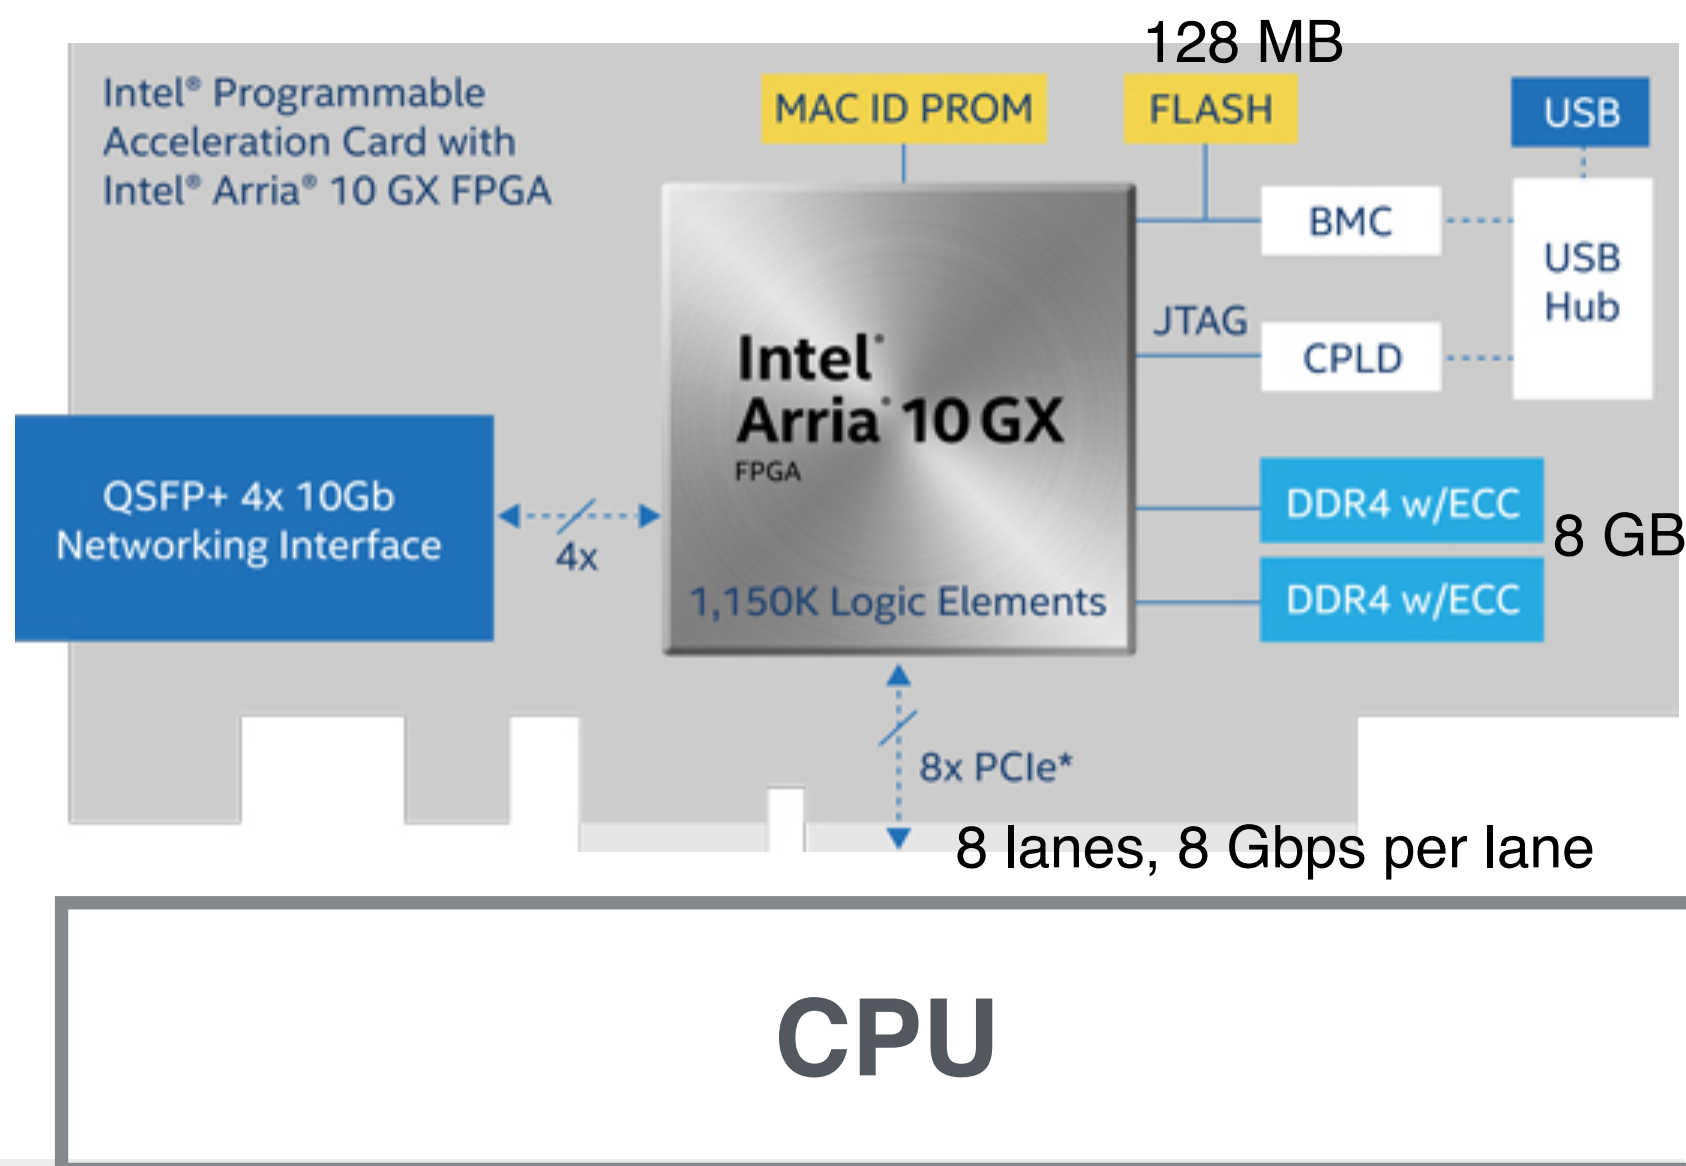 128 MB
Intel® Programmable
Acceleration Card with
Intel® Arria® 10 GX FPGA
MAC ID PROM
FLASH
USB
BMC
USB
Hub
JTAG
CPLD
Intel®
Arria® 10 GX
FPGA
1,150K Logic Elements
QSFP+ 4x 10Gb
Networking Interface
4x
DDR4 w/ECC
8 GB
DDR4 w/ECC
8x PCIe*
8 lanes, 8 Gbps per lane
CPU